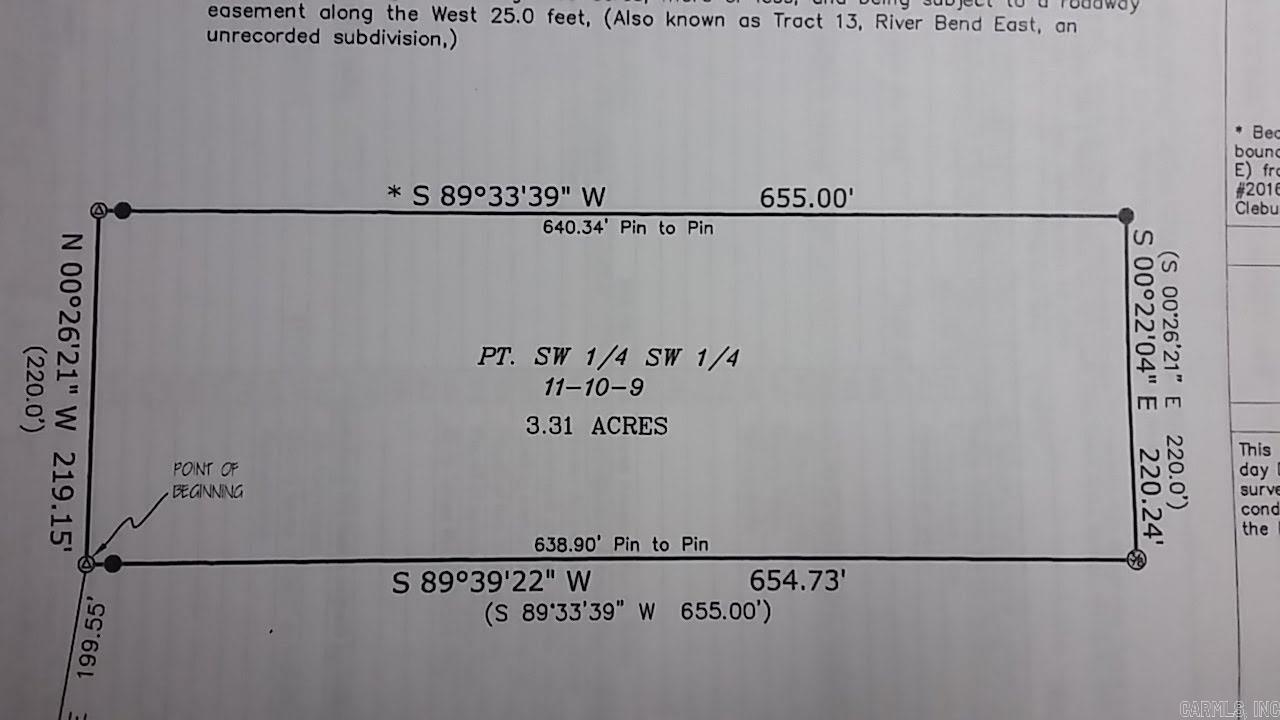 easement along the West 25.0 feet, (Also known as Tract 13, River Bend East, an
unrecorded subdivision,)
* S 89°33'39" W 655.00'
640.34' Pin to Pin
N 00°26'21" W 219.15'
(220.0')
(S 00°26'21" E 220.0')
S 00°22'04" E 220.24'
PT. SW 1/4 SW 1/4
11-10-9
3.31 ACRES
POINT OF
BEGINNING
638.90' Pin to Pin
S 89°39'22" W 654.73'
(S 89°33'39" W 655.00')
199.55'
E
* Bec
bound
E) fro
#2016
Clebu
This
day
surve
cond
the
CARMLS, INC